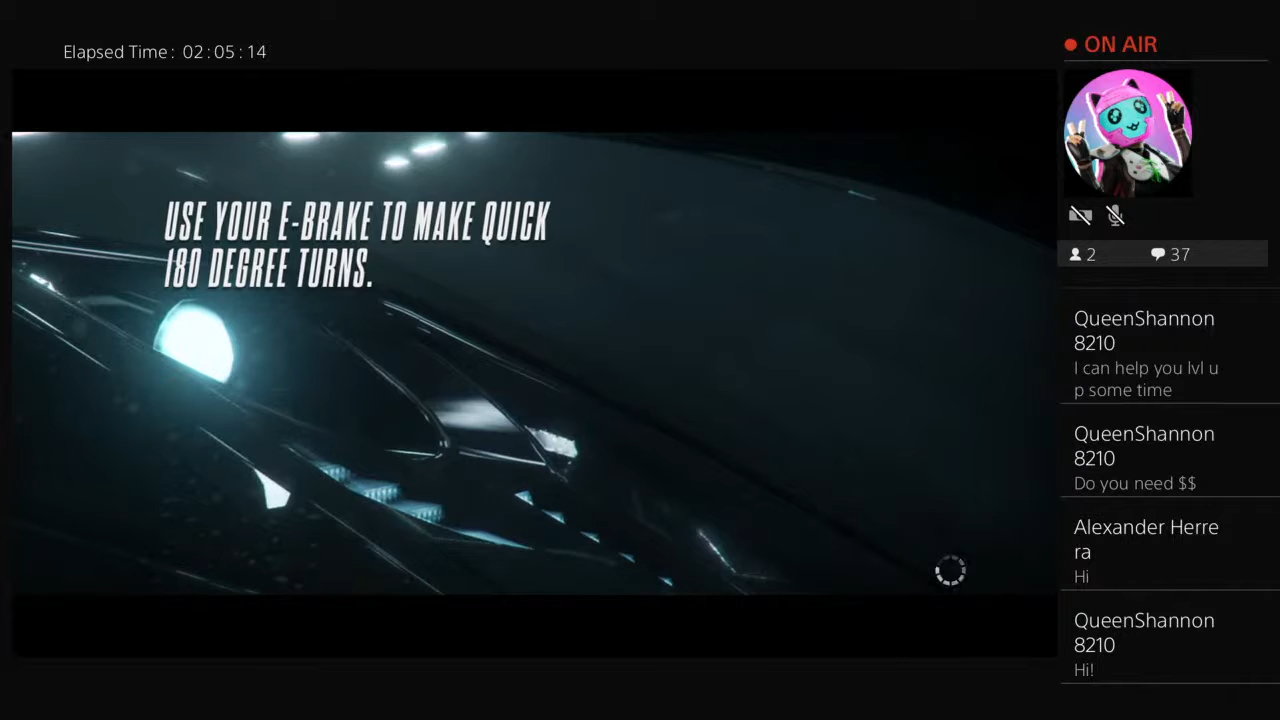 Elapsed Time: 02:05:14
ON AIR
USE YOUR E-BRAKE TO MAKE QUICK
180 DEGREE TURNS.
2
37
QueenShannon
8210
I can help you lvl u
p some time
QueenShannon
8210
Do you need $$
Alexander Herre
ra
Hi
QueenShannon
8210
Hi!